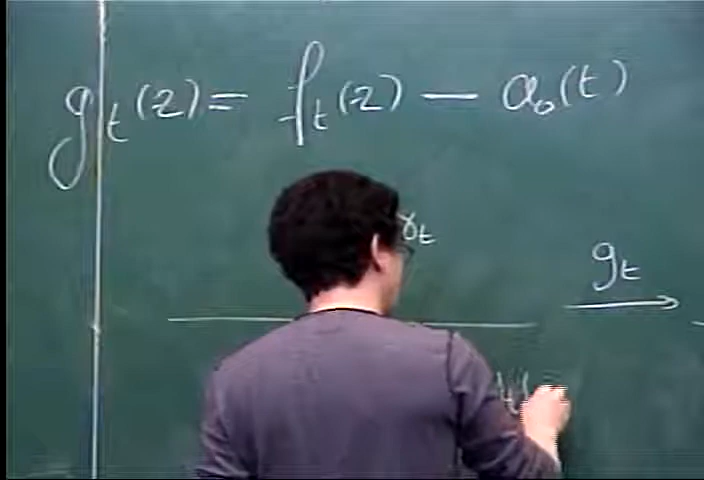 g_t(z) = f_t(z) - a_0(t)
γ_t
g_t